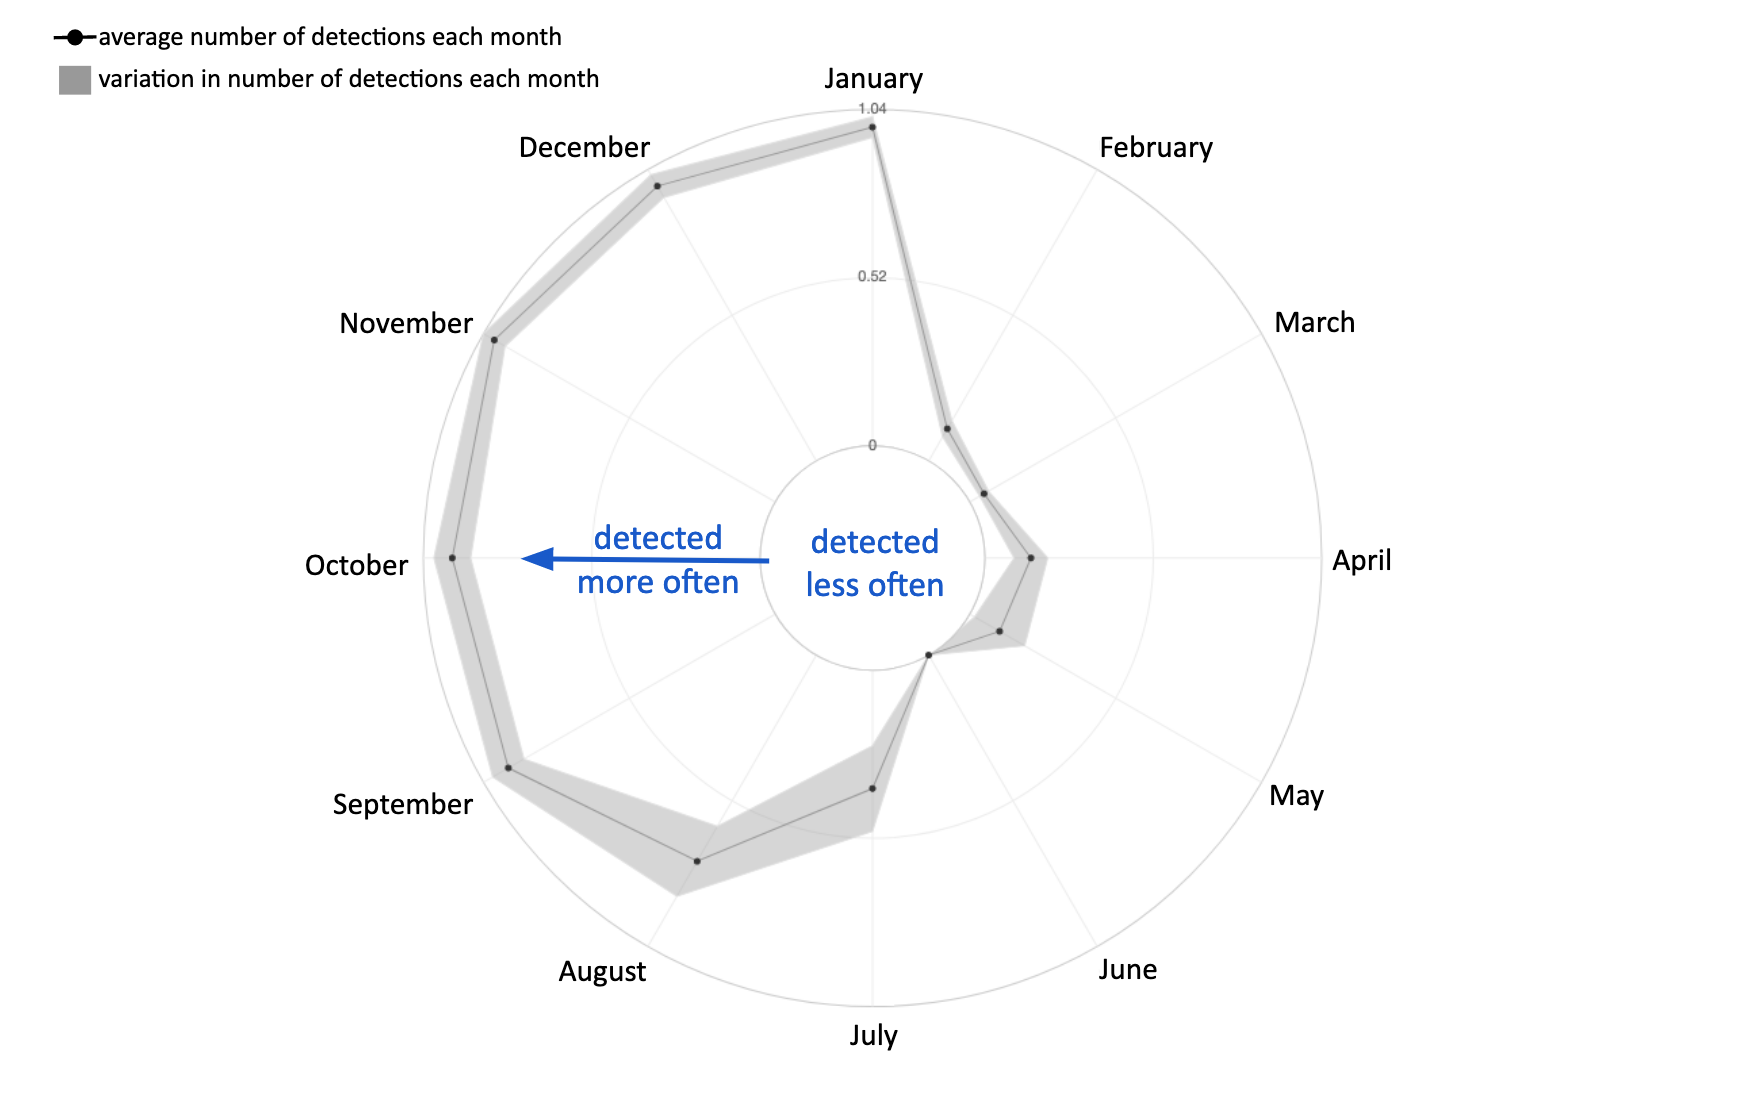 average number of detections each month
variation in number of detections each month
January
1.04
December
February
0.52
November
March
0
detected
more often
detected
less often
October
April
September
May
August
June
July